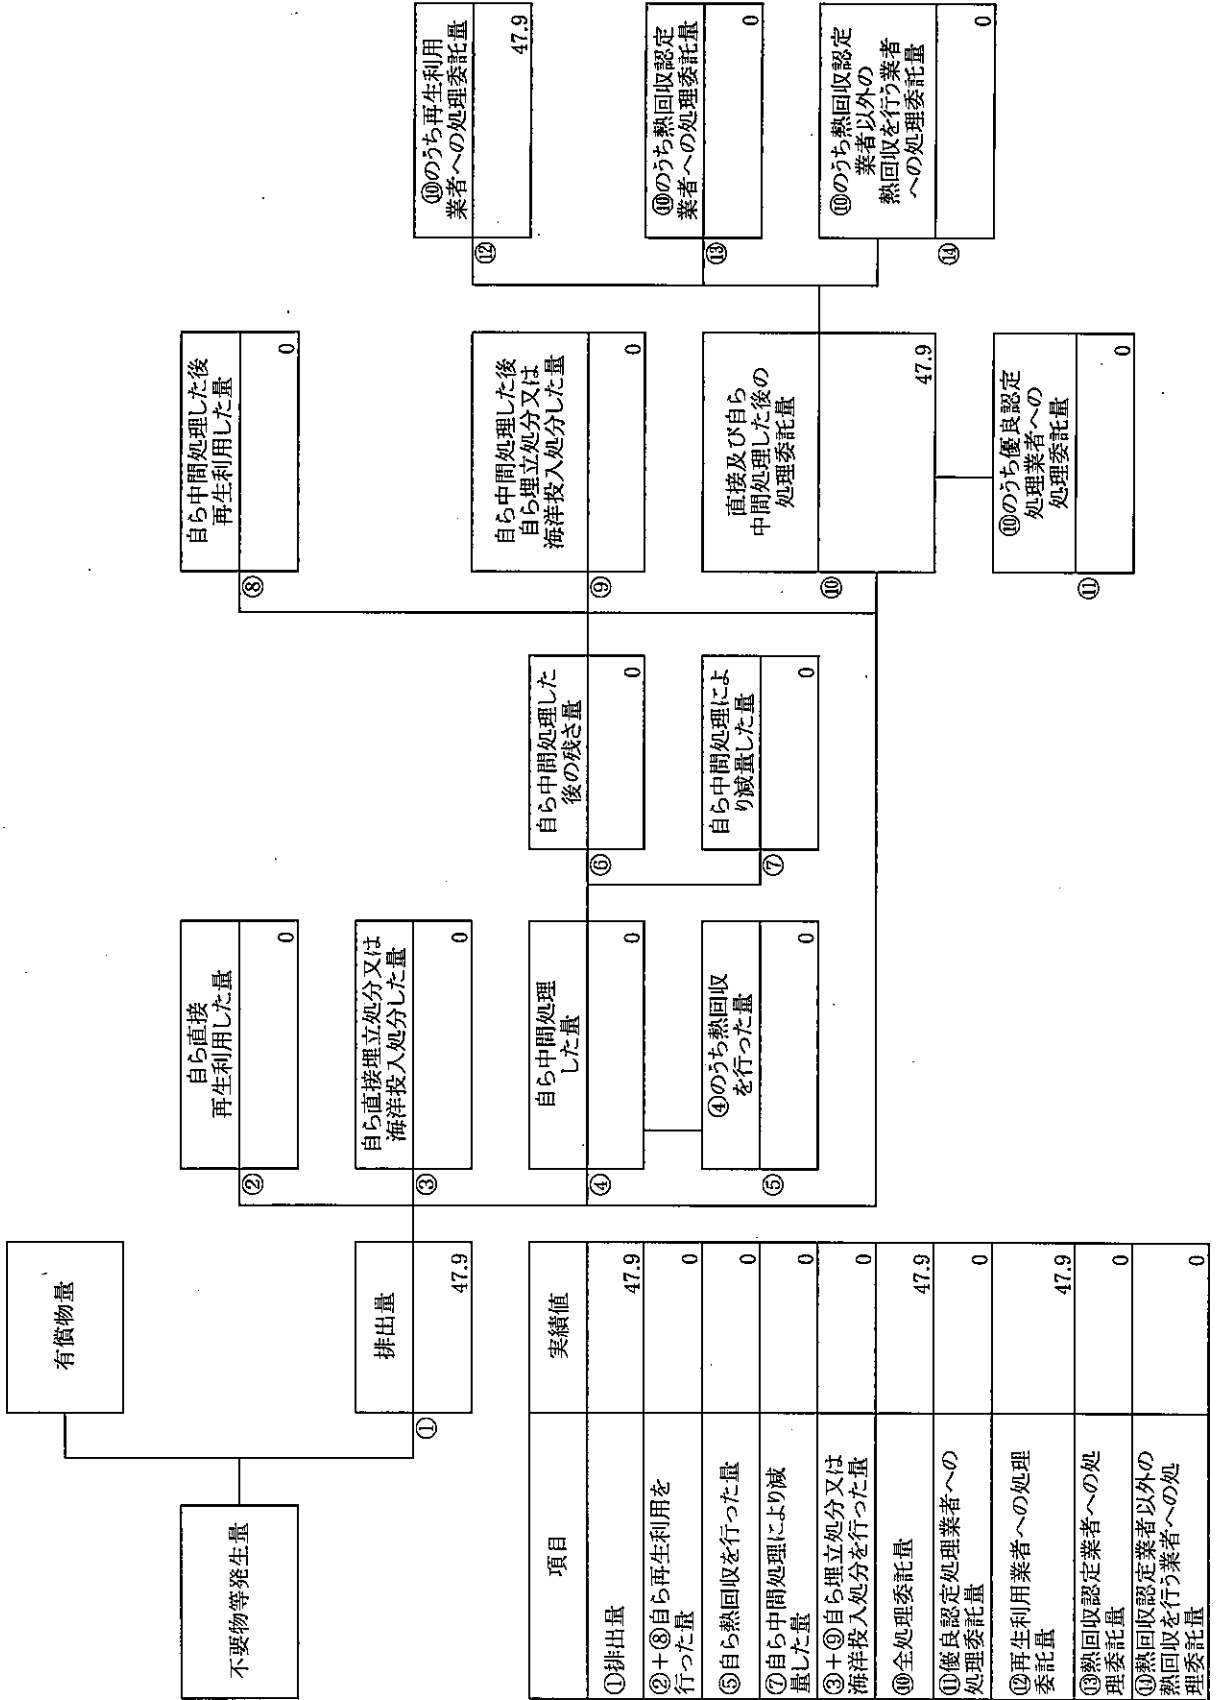 不要物等発生量
有償物量
①
排出量
47.9
②
自ら直接
再生利用した量
0
③
自ら直接埋立処分又は
海洋投入処分した量
0
④
自ら中間処理
した量
0
⑤
④のうち熱回収
を行った量
0
⑥
自ら中間処理した
後の残さ量
0
⑦
自ら中間処理によ
り減量した量
0
⑧
自ら中間処理した後
再生利用した量
0
⑨
自ら中間処理した後
自ら埋立処分又は
海洋投入処分した量
0
⑩
直接及び自ら
中間処理した後の
処理委託量
47.9
⑪
⑩のうち優良認定
処理業者への
処理委託量
0
⑫
⑩のうち再生利用
業者への処理委託量
47.9
⑬
⑩のうち熱回収認定
業者への処理委託量
0
⑭
⑩のうち熱回収認定
業者以外の
熱回収を行う業者
への処理委託量
0
項目 実績値
①排出量 47.9
②+⑧自ら再生利用を
行った量 0
⑤自ら熱回収を行った量 0
⑦自ら中間処理により減
量した量 0
③+⑨自ら埋立処分又は
海洋投入処分を行った量 0
⑩全処理委託量 47.9
⑪優良認定処理業者への
処理委託量 0
⑫再生利用業者への処理
委託量 47.9
⑬熱回収認定業者への処
理委託量 0
⑭熱回収認定業者以外の
熱回収を行う業者への処
理委託量 0